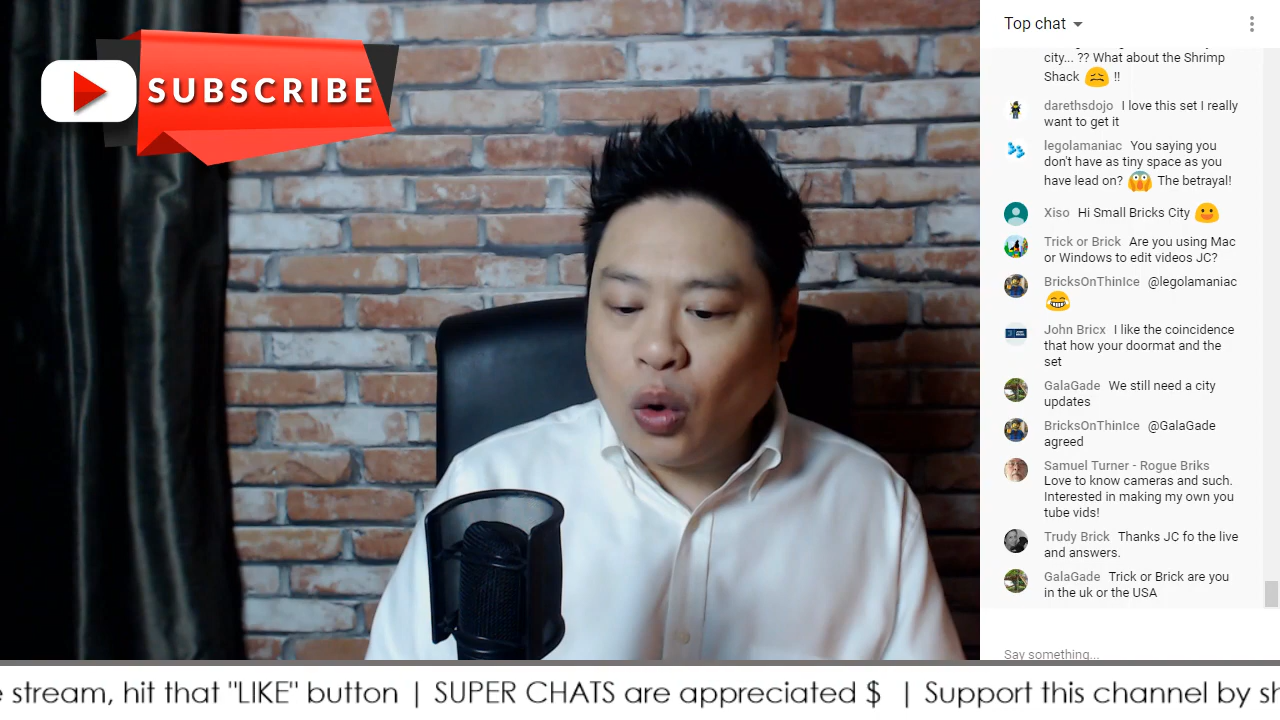 SUBSCRIBE
Top chat
city... ?? What about the Shrimp
Shack !!
darethsdojo I love this set I really
want to get it
legolamaniac You saying you
don't have as tiny space as you
have lead on? The betrayal!
Xiso Hi Small Bricks City
Trick or Brick Are you using Mac
or Windows to edit videos JC?
BricksOnThinIce @legolamaniac
John Bricx I like the coincidence
that how your doormat and the
set
GalaGade We still need a city
updates
BricksOnThinIce @GalaGade
agreed
Samuel Turner - Rogue Briks
Love to know cameras and such.
Interested in making my own you
tube vids!
Trudy Brick Thanks JC fo the live
and answers.
GalaGade Trick or Brick are you
in the uk or the USA
Say something...
e stream, hit that "LIKE" button | SUPER CHATS are appreciated $ | Support this channel by sh